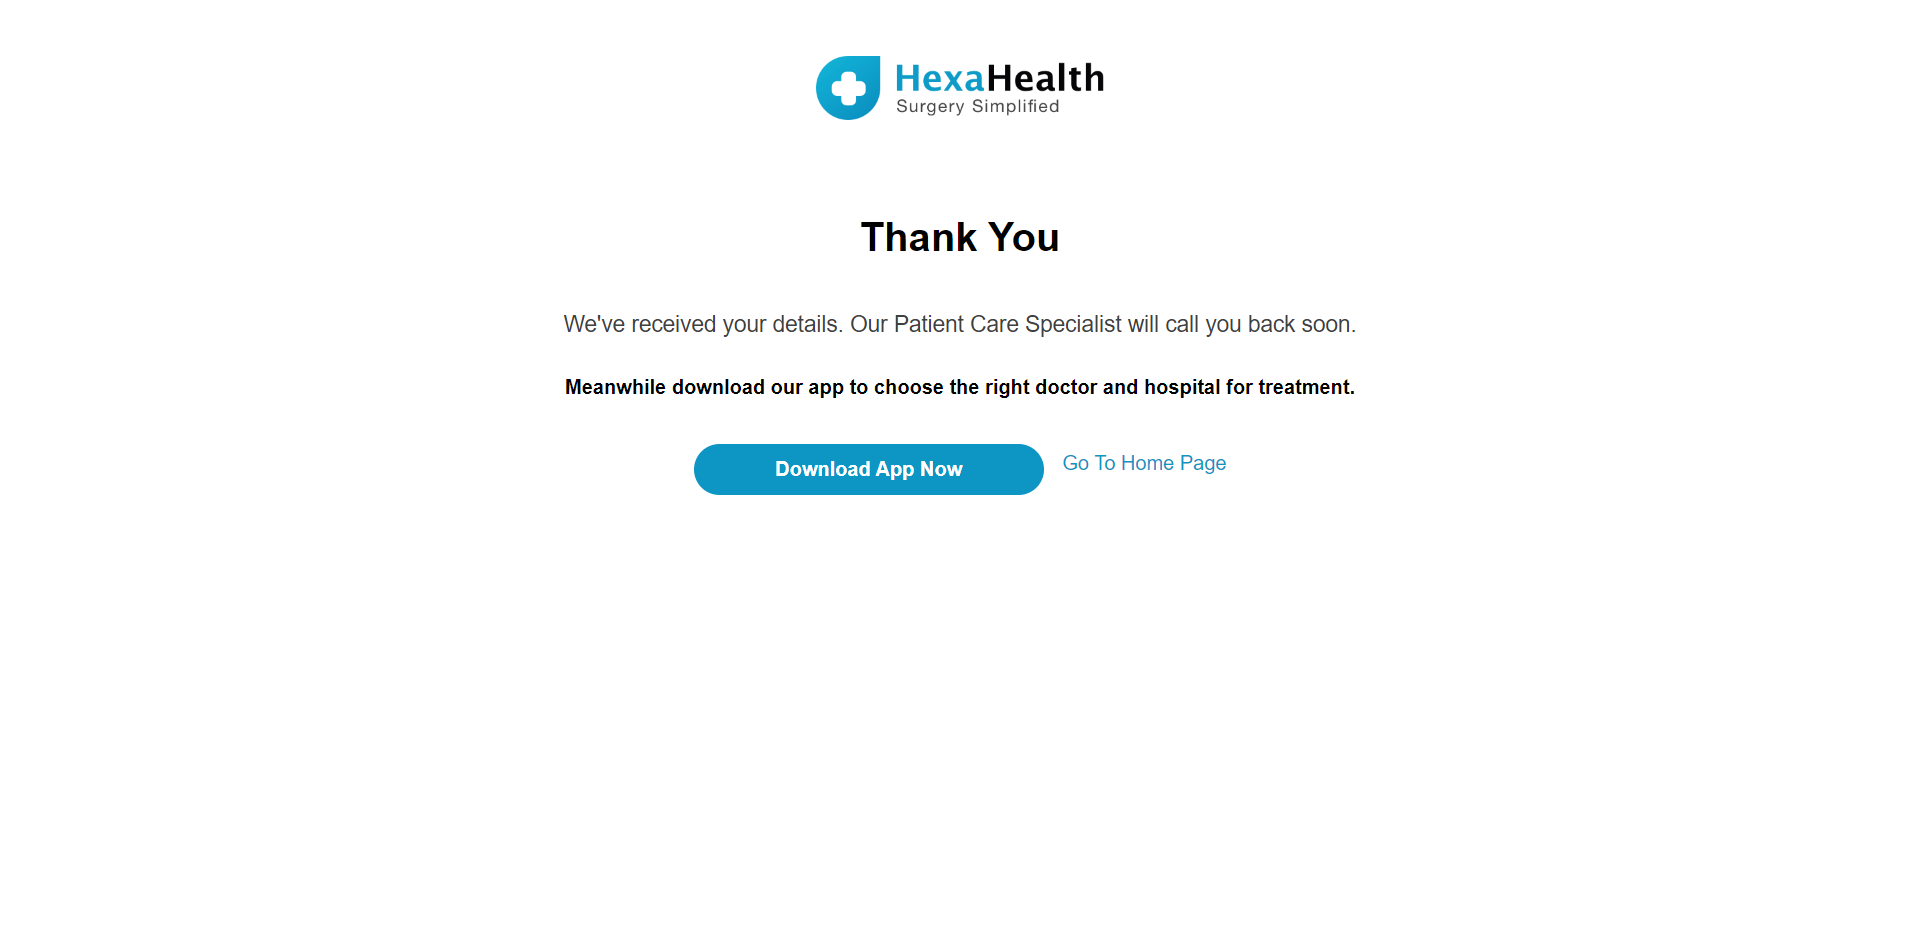 HexaHealth
Surgery Simplified
Thank You
We've received your details. Our Patient Care Specialist will call you back soon.
Meanwhile download our app to choose the right doctor and hospital for treatment.
Download App Now
Go To Home Page